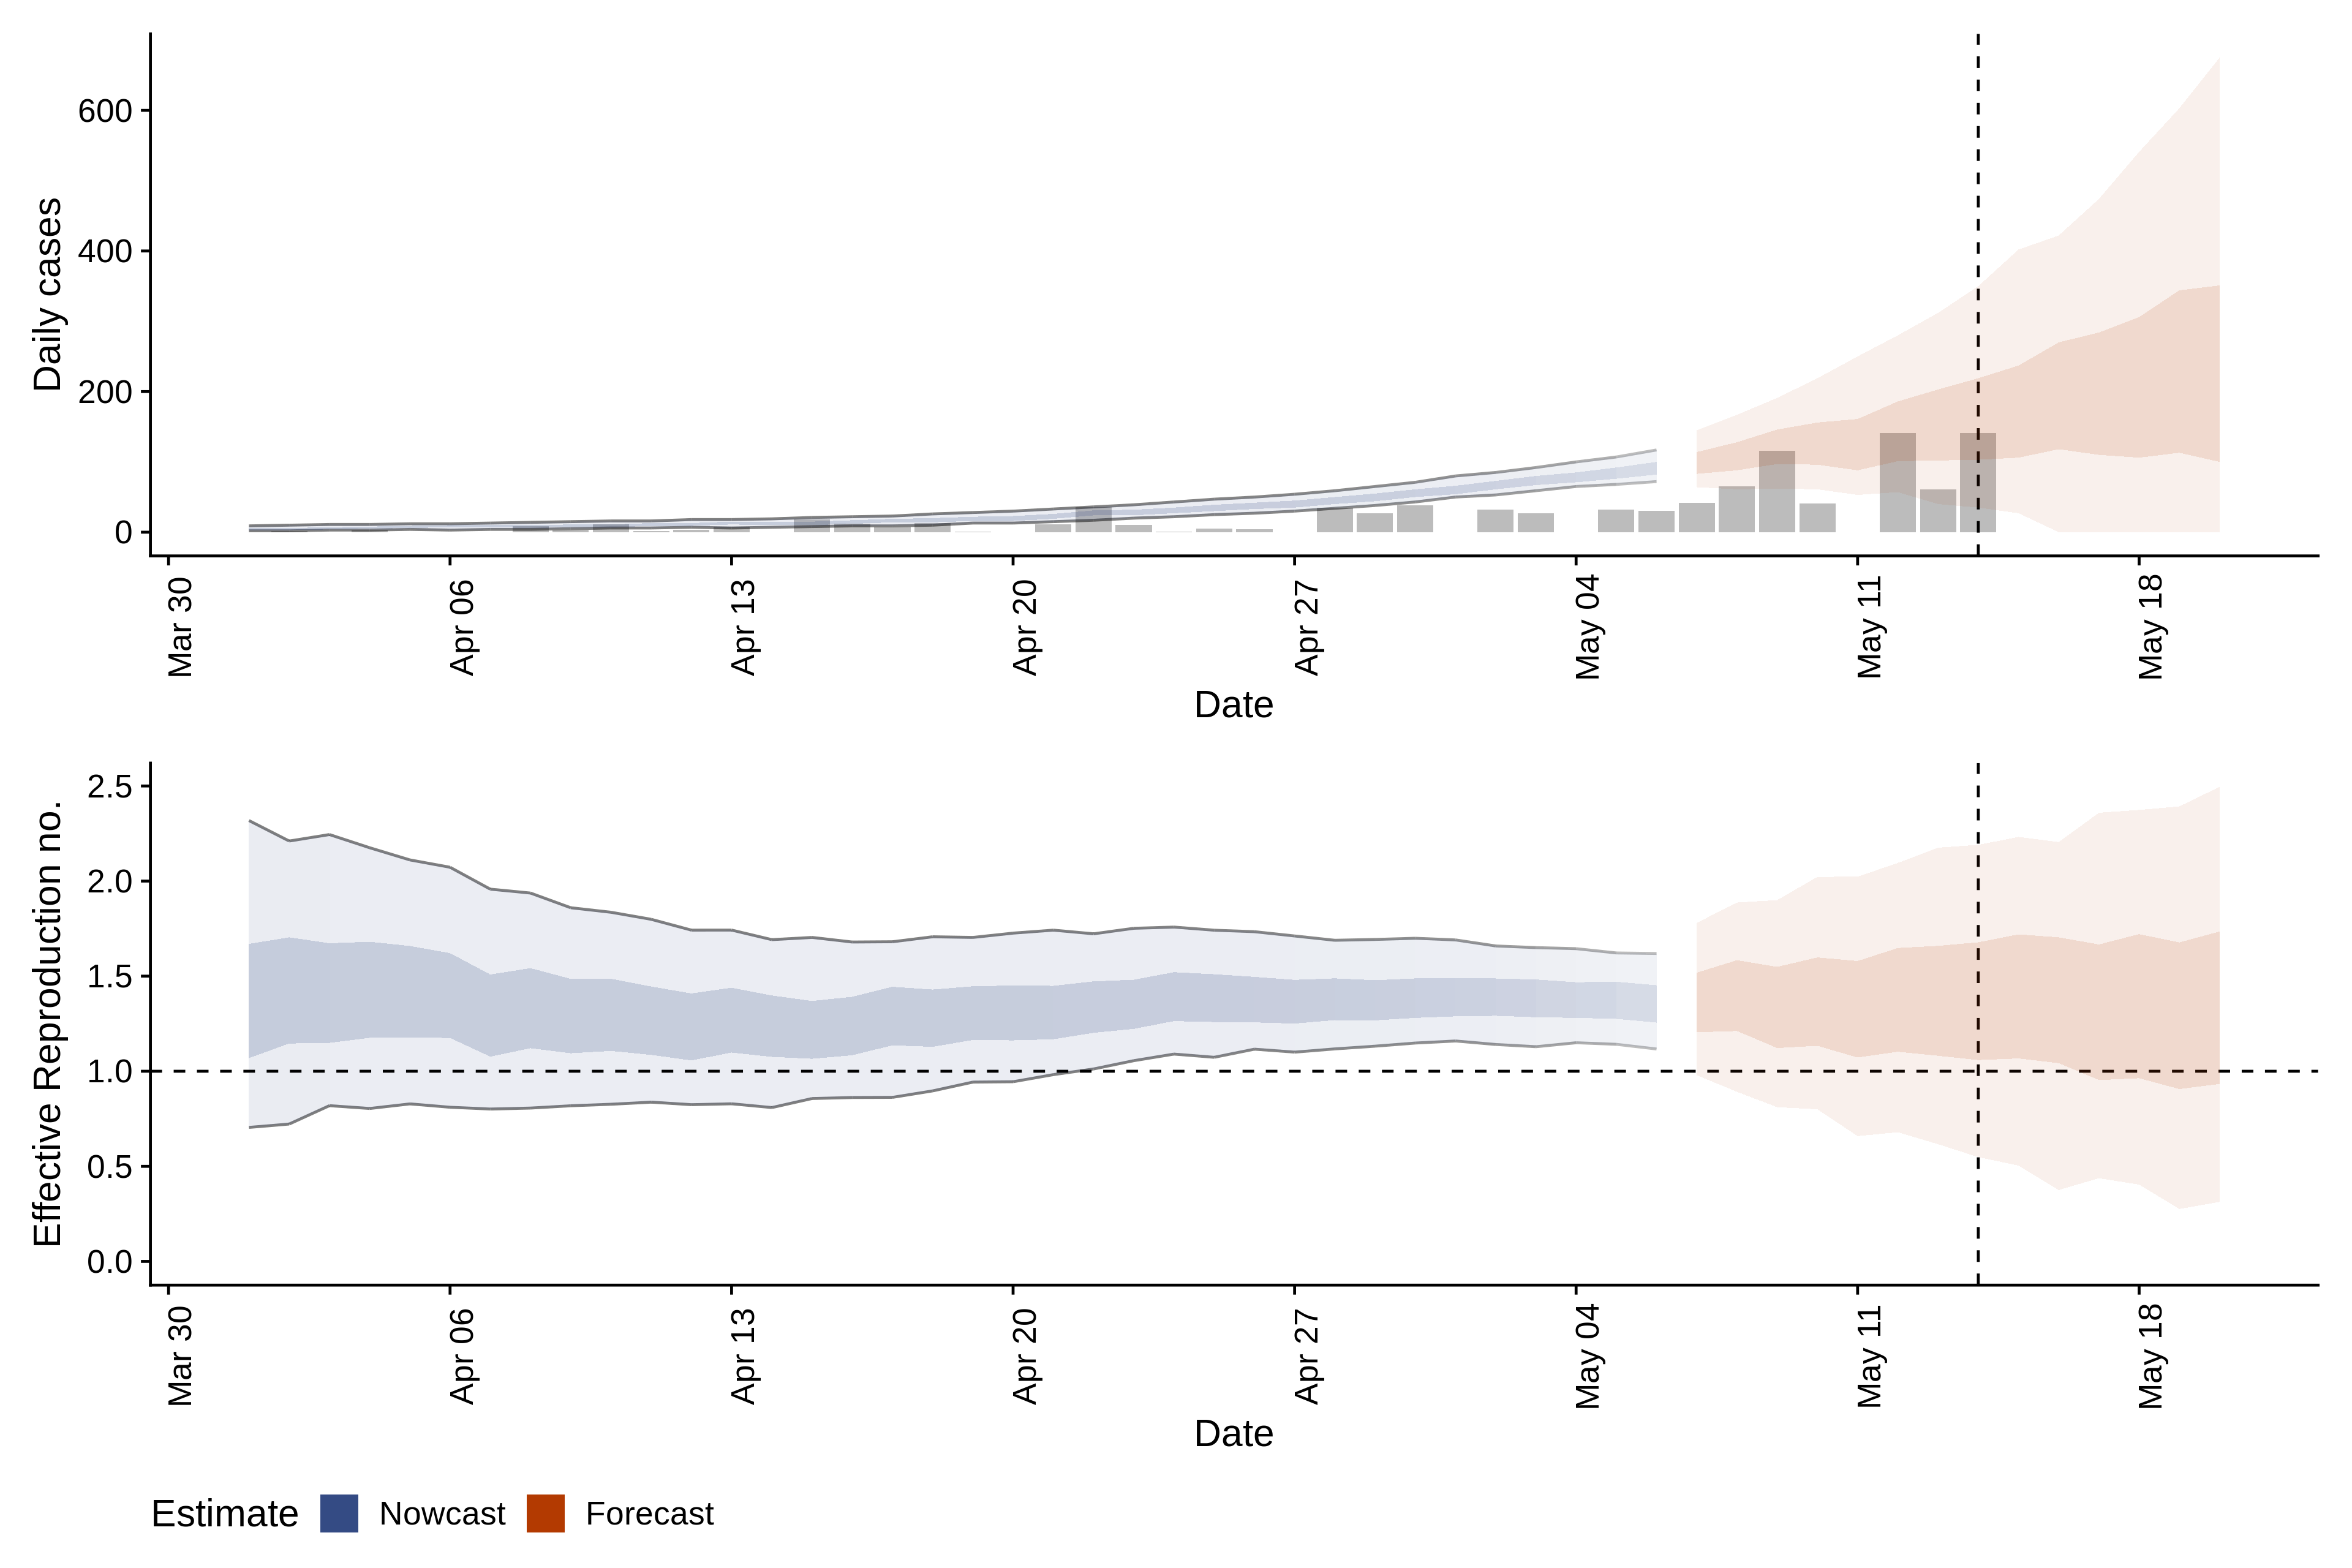 Daily cases
600
400
200
0
Mar 30
Apr 06
Apr 13
Apr 20
Apr 27
May 04
May 11
May 18
Date
Effective Reproduction no.
2.5
2.0
1.5
1.0
0.5
0.0
Mar 30
Apr 06
Apr 13
Apr 20
Apr 27
May 04
May 11
May 18
Date
Estimate Nowcast Forecast